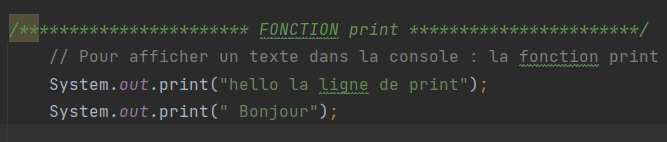 /*********************** FONCTION print ***********************/
// Pour afficher un texte dans la console : la fonction print
System.out.print("hello la ligne de print");
System.out.print(" Bonjour");